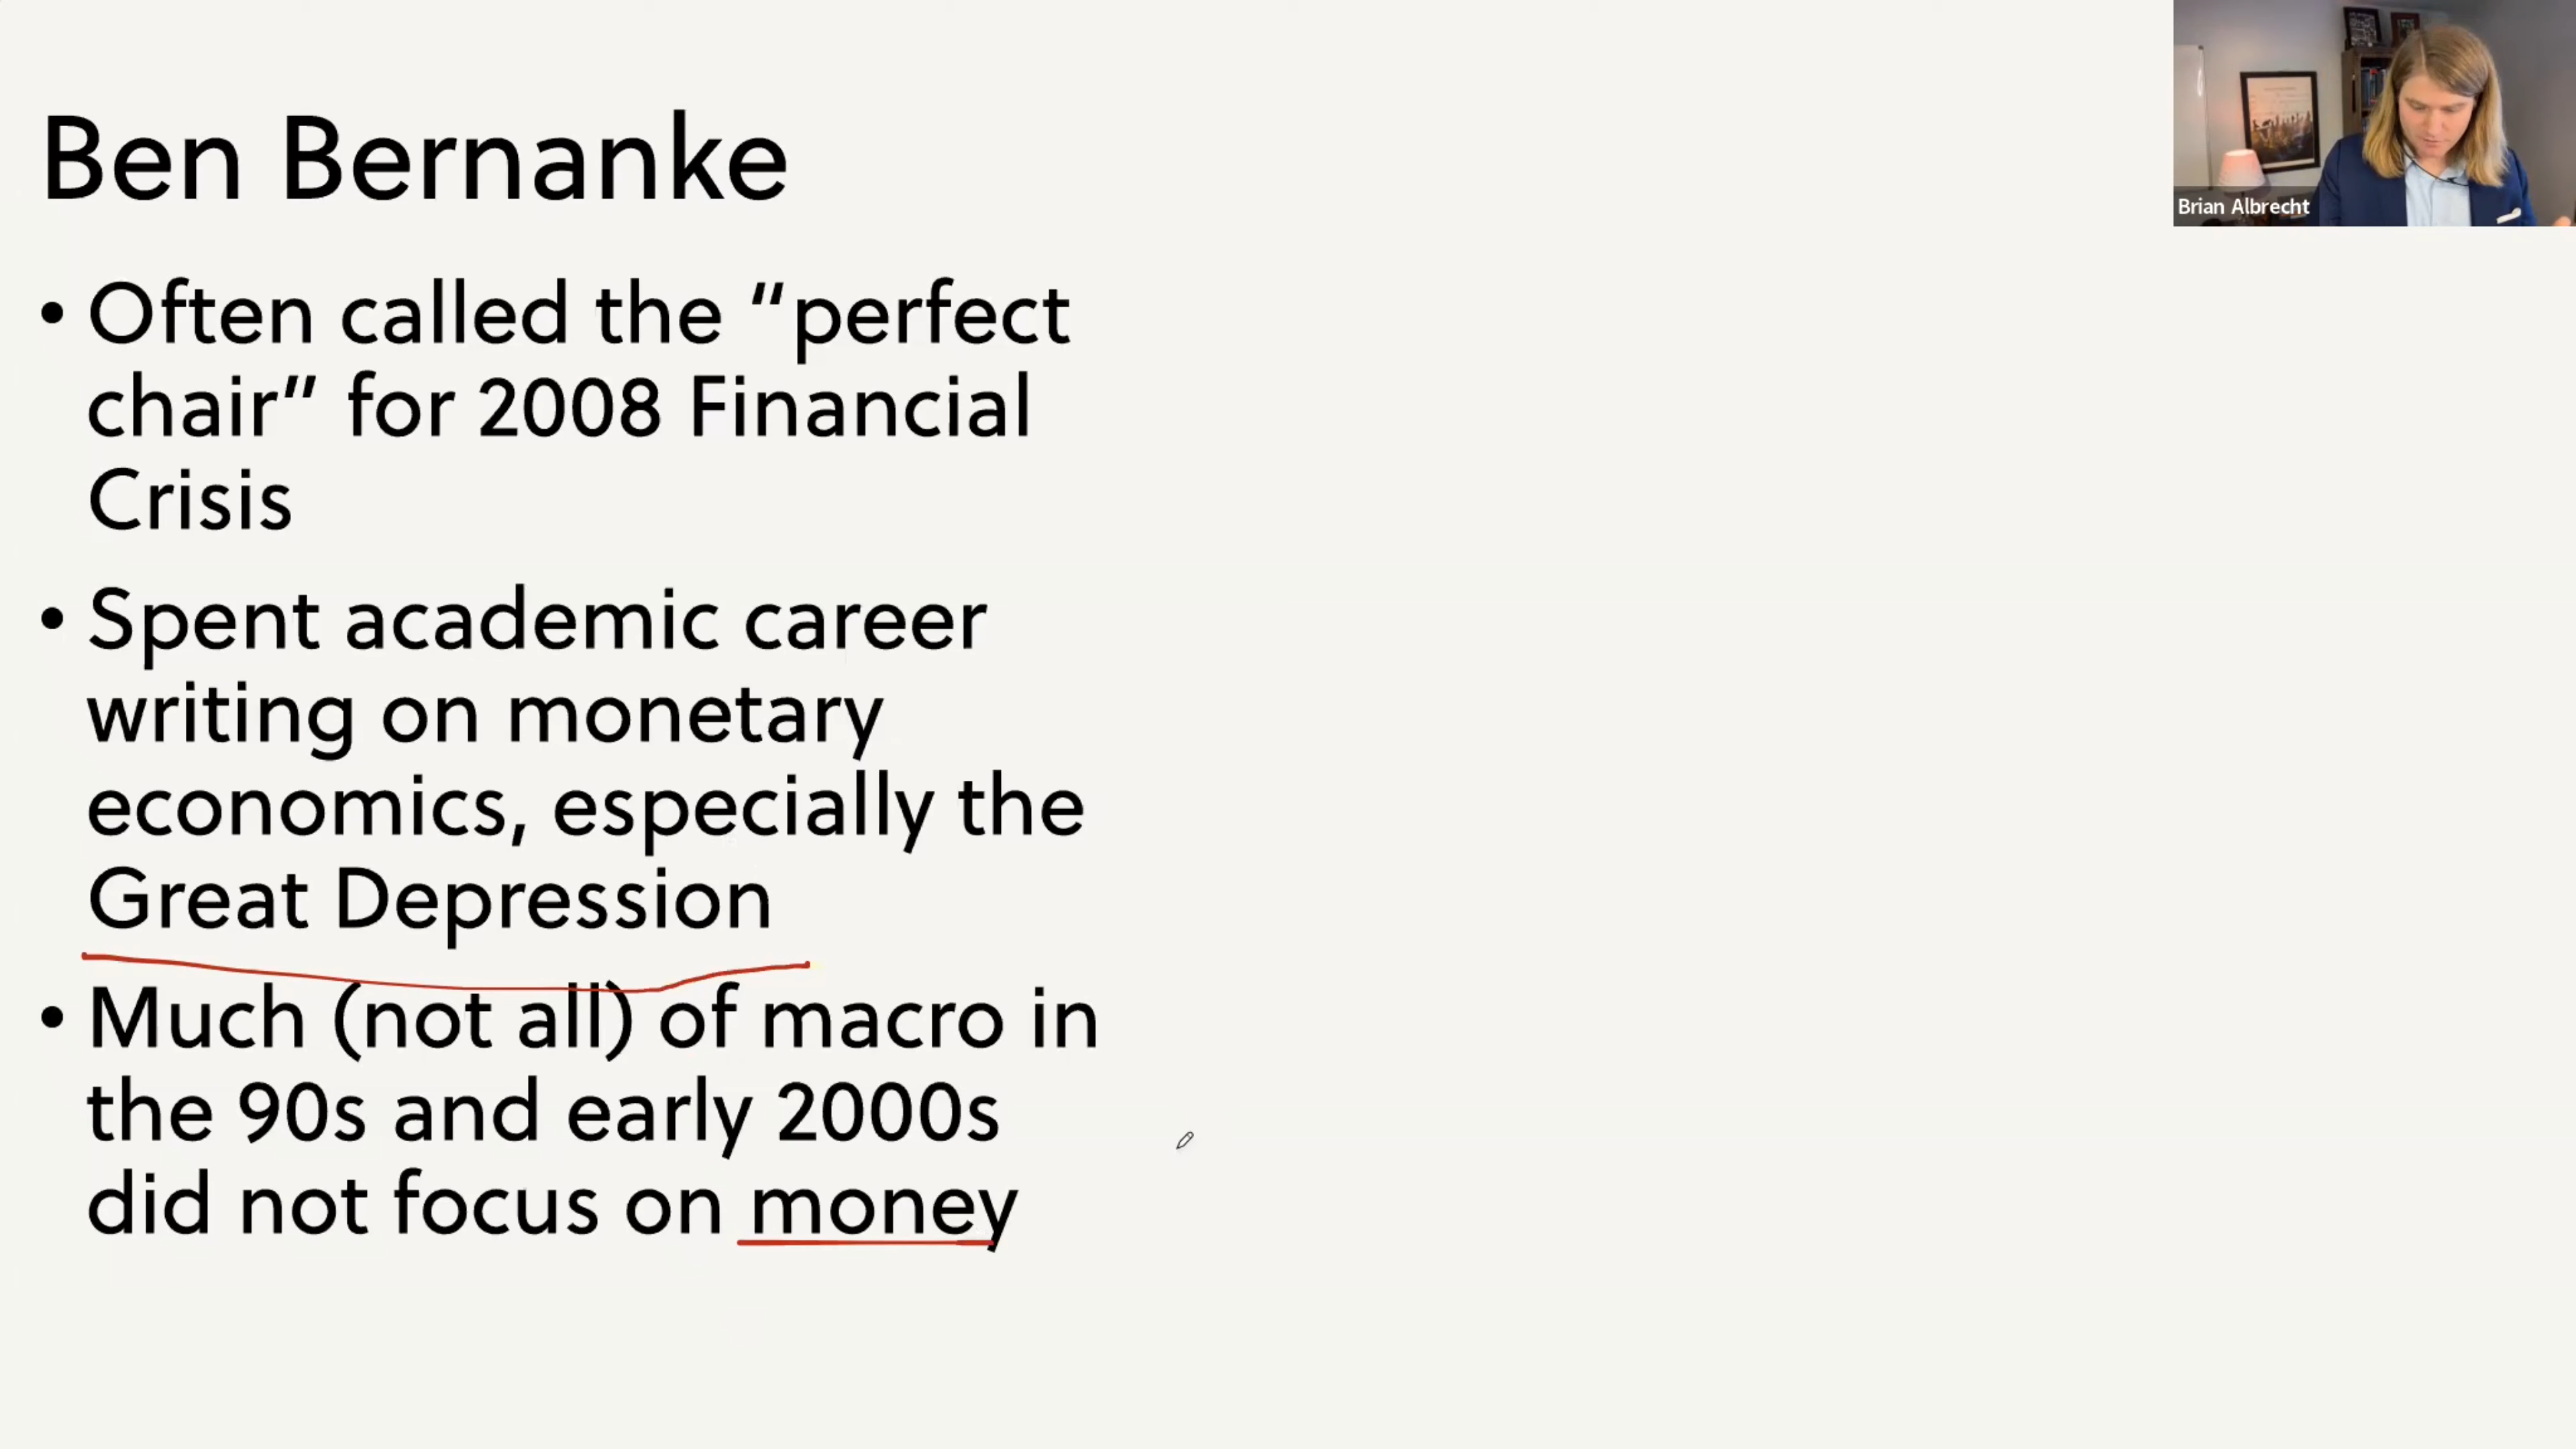 Ben Bernanke
• Often called the “perfect
chair” for 2008 Financial
Crisis
• Spent academic career
writing on monetary
economics, especially the
Great Depression
• Much (not all) of macro in
the 90s and early 2000s
did not focus on money
Brian Albrecht